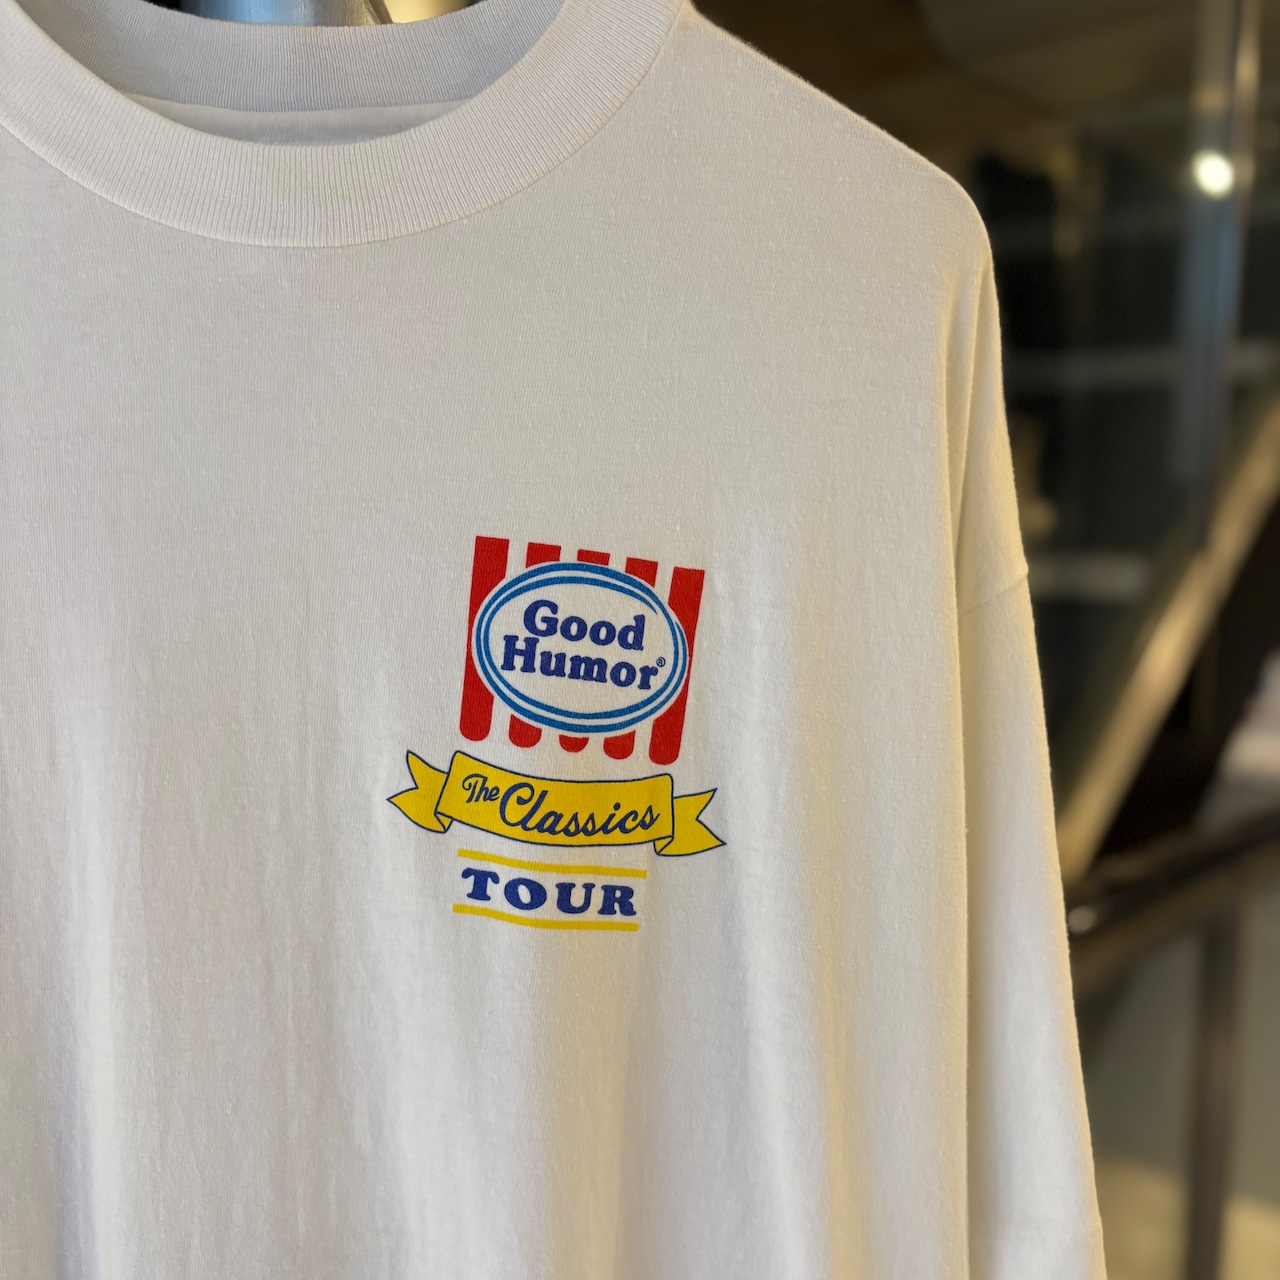 Good
Humor®
The Classics
TOUR